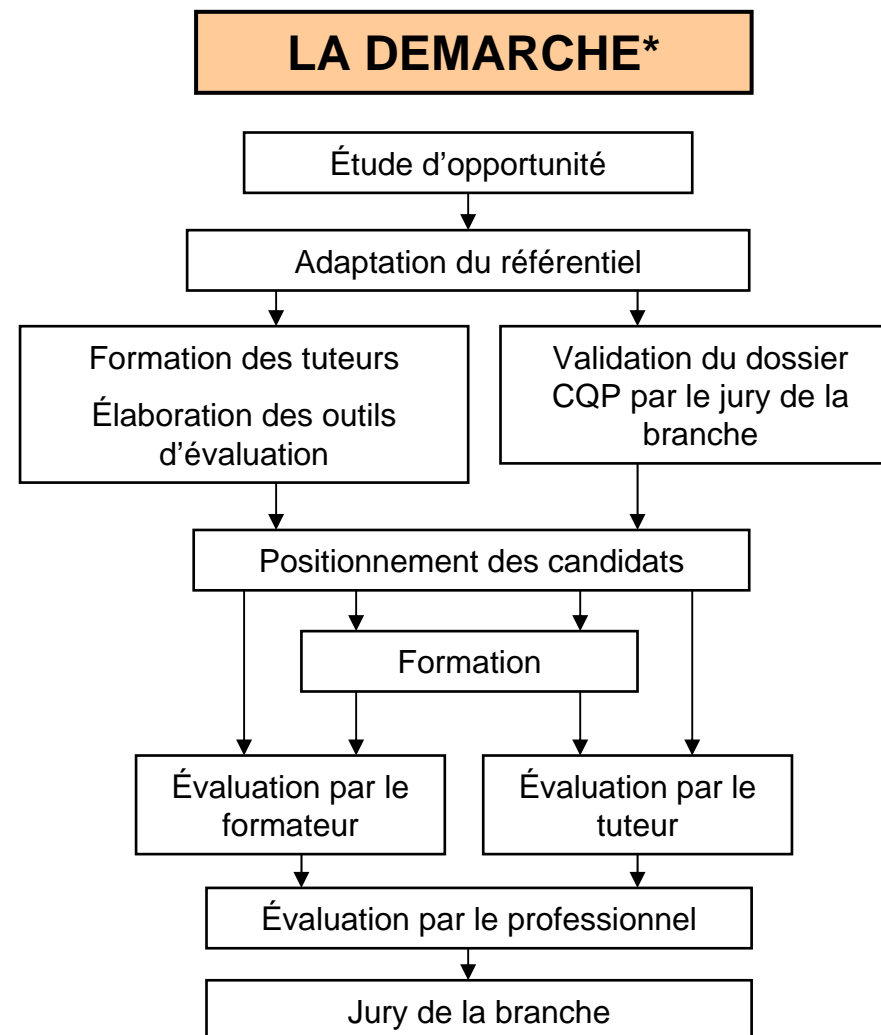 LA DEMARCHE*
Étude d’opportunité
Adaptation du référentiel
Formation des tuteurs
Élaboration des outils
d’évaluation
Validation du dossier
CQP par le jury de la
branche
Positionnement des candidats
Formation
Évaluation par le
formateur
Évaluation par le
tuteur
Évaluation par le professionnel
Jury de la branche